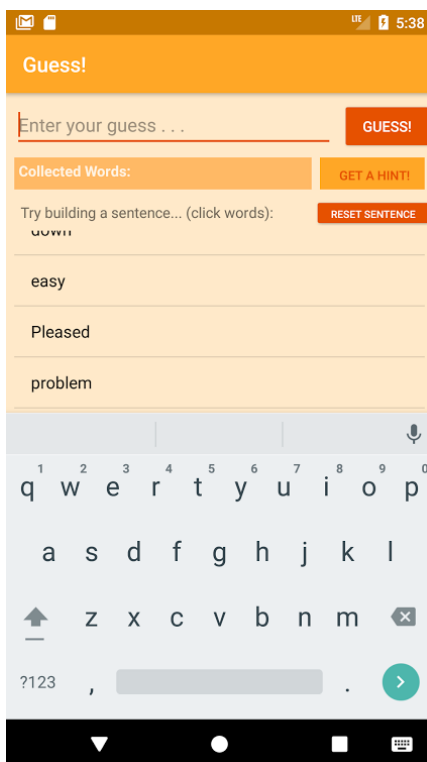 LTE 5:38
Guess!
Enter your guess . . .
GUESS!
Collected Words:
GET A HINT!
Try building a sentence... (click words):
RESET SENTENCE
down
easy
Pleased
problem
1 2 3 4 5 6 7 8 9 0
q w e r t y u i o p
a s d f g h j k l
z x c v b n m
?123 , .